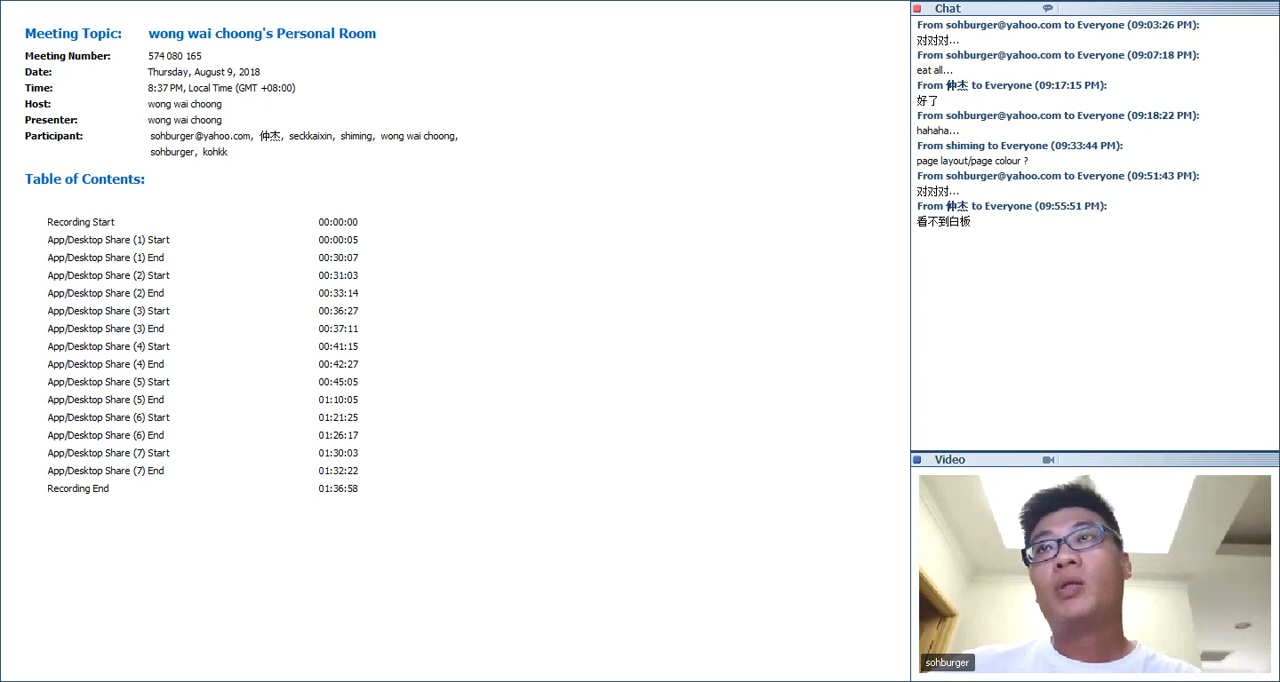 Meeting Topic: wong wai choong's Personal Room
Meeting Number: 574 080 165
Date: Thursday, August 9, 2018
Time: 8:37 PM, Local Time (GMT +08:00)
Host: wong wai choong
Presenter: wong wai choong
Participant: sohburger@yahoo.com, 仲杰, seckkaixin, shiming, wong wai choong,
sohburger, kohkk
Table of Contents:
Recording Start 00:00:00
App/Desktop Share (1) Start 00:00:05
App/Desktop Share (1) End 00:30:07
App/Desktop Share (2) Start 00:31:03
App/Desktop Share (2) End 00:33:14
App/Desktop Share (3) Start 00:36:27
App/Desktop Share (3) End 00:37:11
App/Desktop Share (4) Start 00:41:15
App/Desktop Share (4) End 00:42:27
App/Desktop Share (5) Start 00:45:05
App/Desktop Share (5) End 01:10:05
App/Desktop Share (6) Start 01:21:25
App/Desktop Share (6) End 01:26:17
App/Desktop Share (7) Start 01:30:03
App/Desktop Share (7) End 01:32:22
Recording End 01:36:58
Chat
From sohburger@yahoo.com to Everyone (09:03:26 PM):
对对对...
From sohburger@yahoo.com to Everyone (09:07:18 PM):
eat all...
From 仲杰 to Everyone (09:17:15 PM):
好了
From sohburger@yahoo.com to Everyone (09:18:22 PM):
hahaha...
From shiming to Everyone (09:33:44 PM):
page layout/page colour ?
From sohburger@yahoo.com to Everyone (09:51:43 PM):
对对对...
From 仲杰 to Everyone (09:55:51 PM):
看不到白板
Video
sohburger